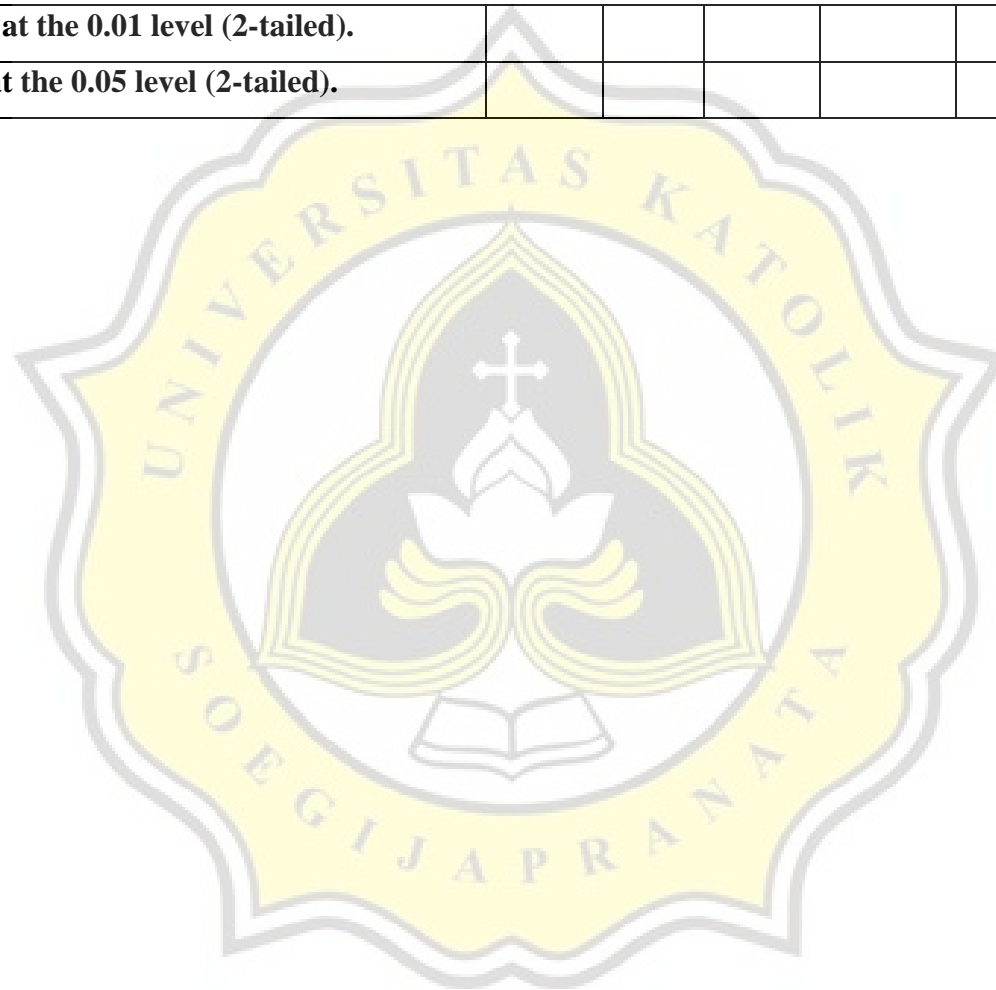 at the 0.01 level (2-tailed).
t the 0.05 level (2-tailed).
UNIVERSITAS KATOLIK
SOEGIJAPRANATA